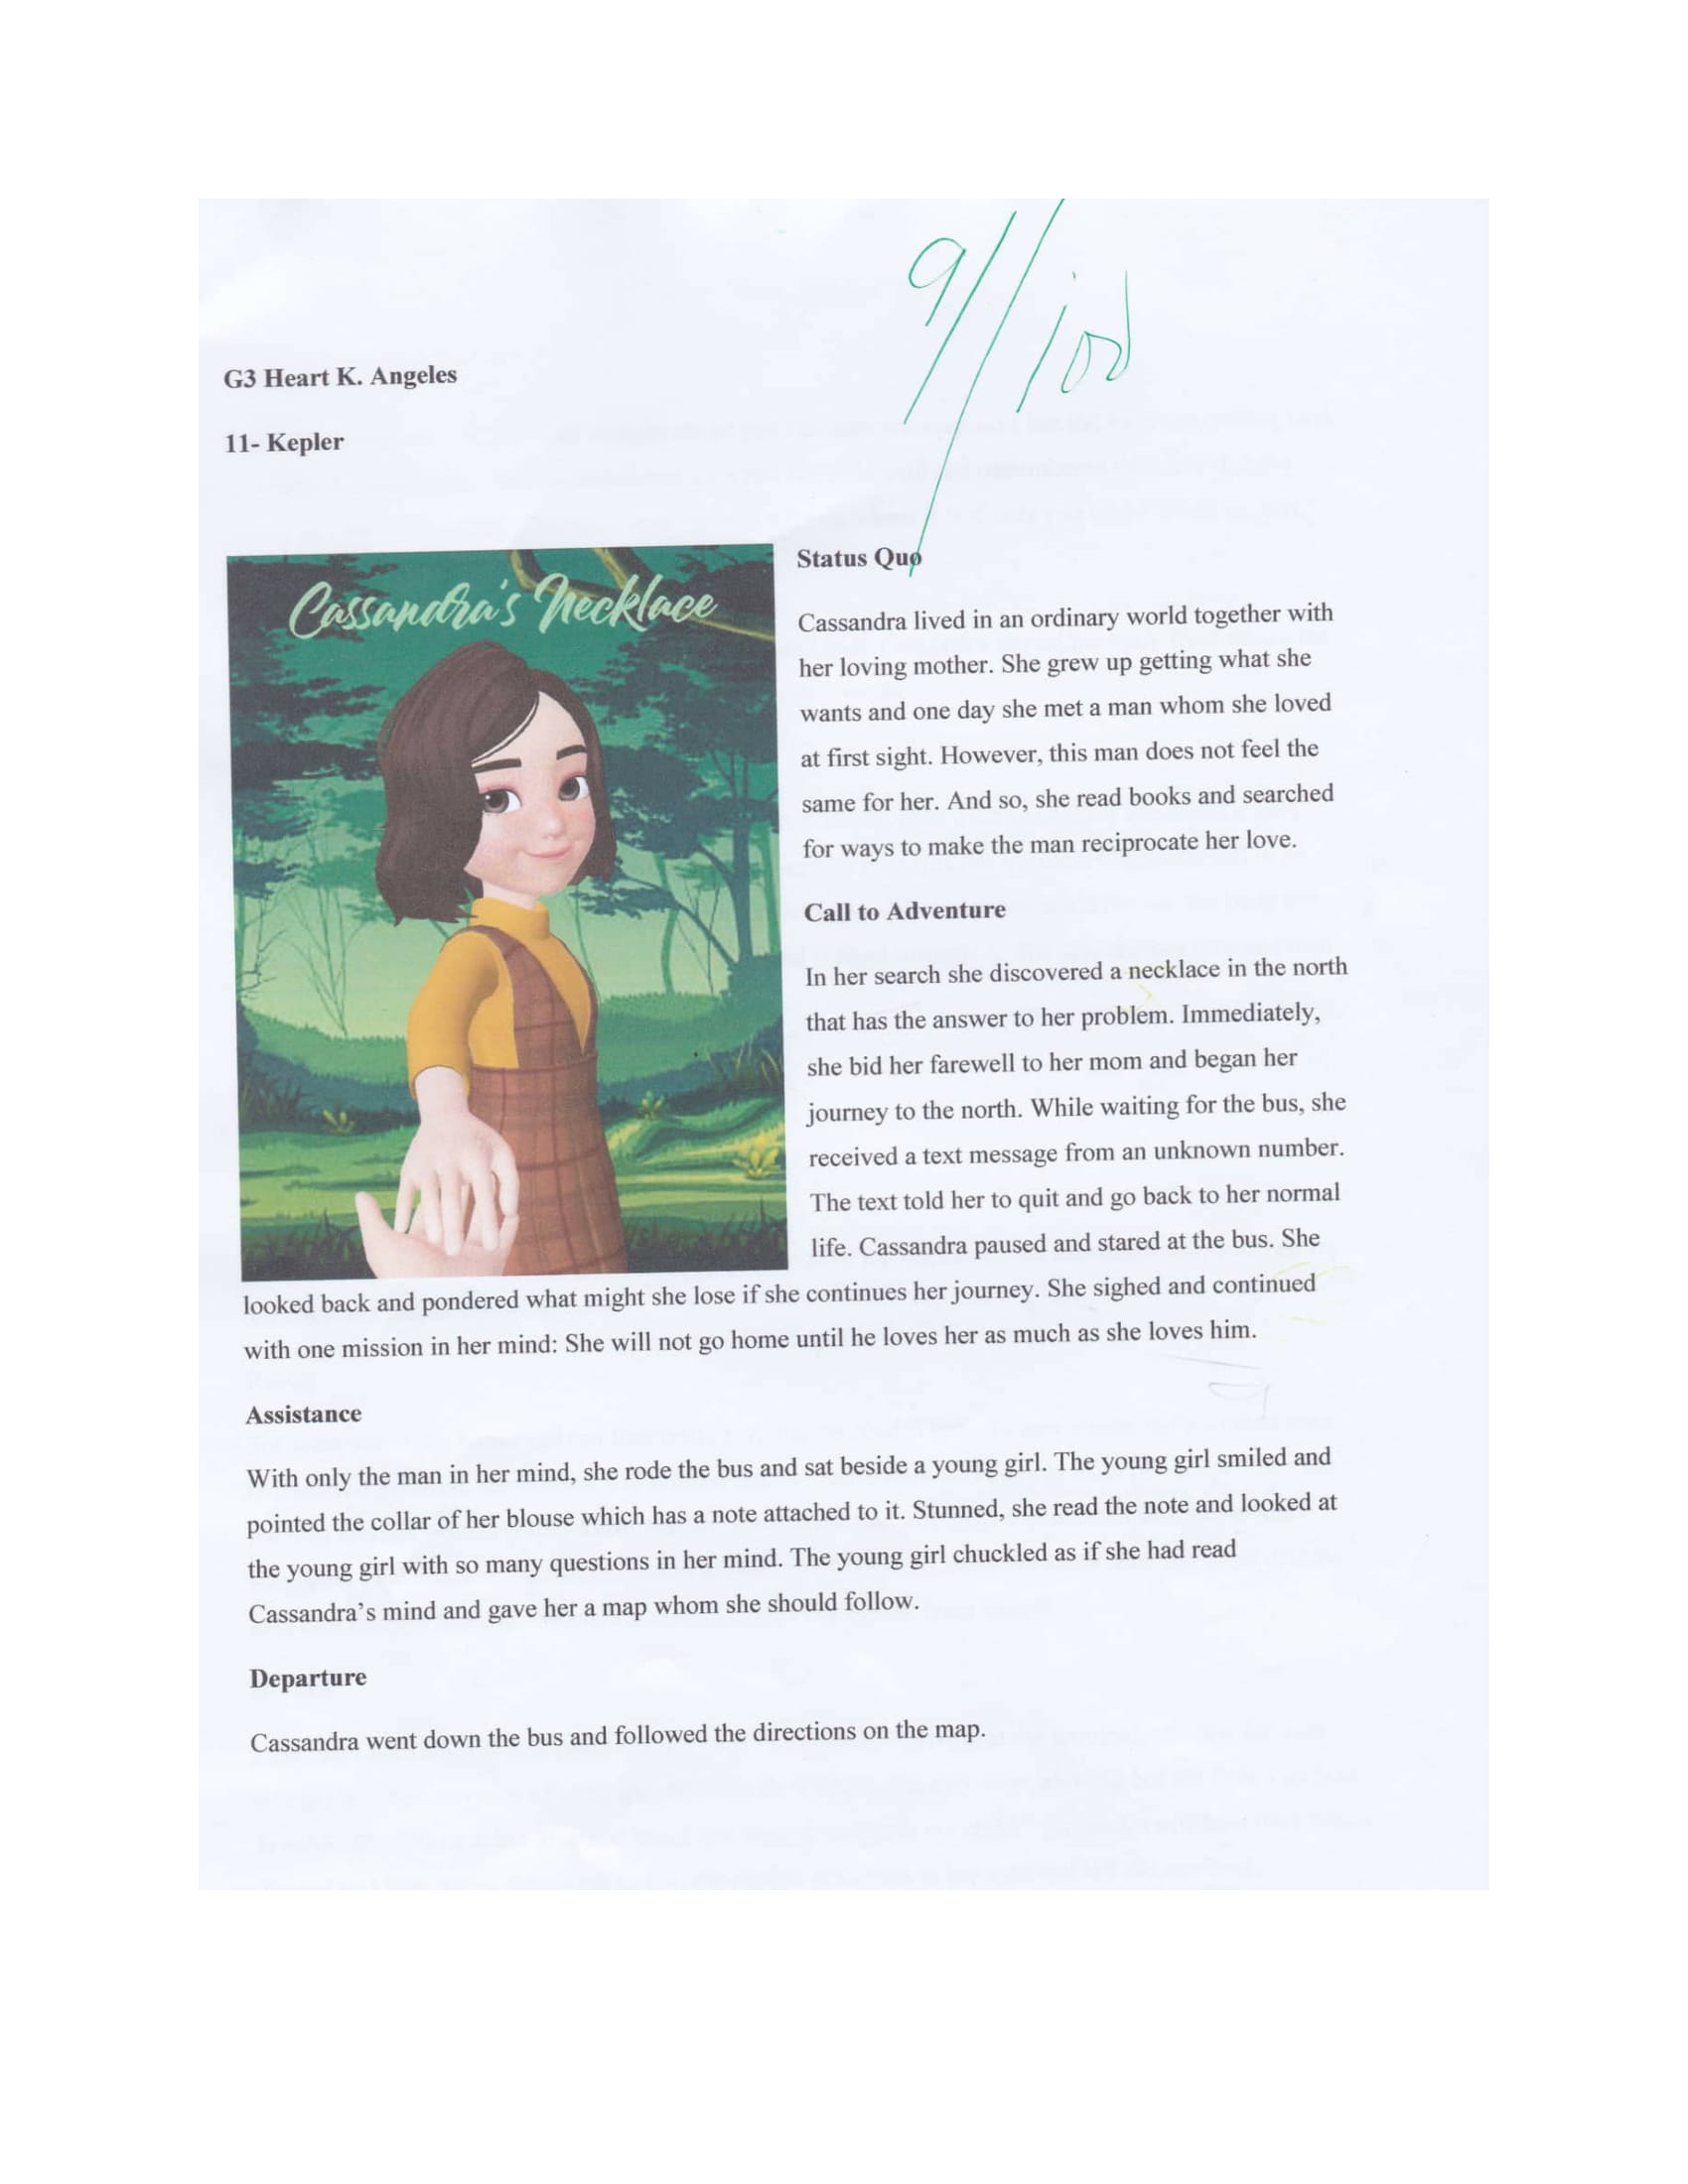 G3 Heart K. Angeles
11- Kepler
Cassandra's Necklace
Status Quo
Cassandra lived in an ordinary world together with
her loving mother. She grew up getting what she
wants and one day she met a man whom she loved
at first sight. However, this man does not feel the
same for her. And so, she read books and searched
for ways to make the man reciprocate her love.
Call to Adventure
In her search she discovered a necklace in the north
that has the answer to her problem. Immediately,
she bid her farewell to her mom and began her
journey to the north. While waiting for the bus, she
received a text message from an unknown number.
The text told her to quit and go back to her normal
life. Cassandra paused and stared at the bus. She
looked back and pondered what might she lose if she continues her journey. She sighed and continued
with one mission in her mind: She will not go home until he loves her as much as she loves him.
Assistance
With only the man in her mind, she rode the bus and sat beside a young girl. The young girl smiled and
pointed the collar of her blouse which has a note attached to it. Stunned, she read the note and looked at
the young girl with so many questions in her mind. The young girl chuckled as if she had read
Cassandra’s mind and gave her a map whom she should follow.
Departure
Cassandra went down the bus and followed the directions on the map.